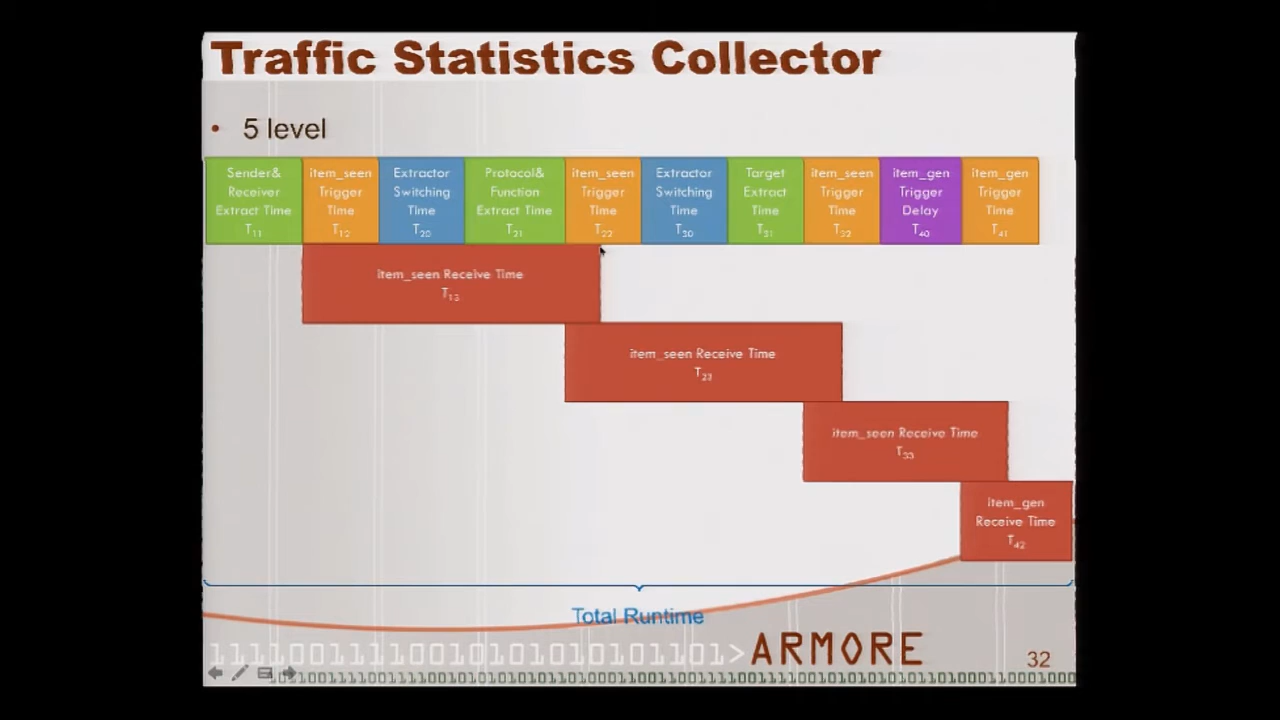 Traffic Statistics Collector
• 5 level
Sender&
Receiver
Extract Time
T11
item_seen
Trigger
Time
T12
Extractor
Switching
Time
T20
Protocol&
Function
Extract Time
T21
item_seen
Trigger
Time
T22
Extractor
Switching
Time
T30
Target
Extract
Time
T31
item_seen
Trigger
Time
T32
item_gen
Trigger
Delay
T40
item_gen
Trigger
Time
T41
item_seen Receive Time
T13
item_seen Receive Time
T23
item_seen Receive Time
T33
item_gen
Receive Time
T42
Total Runtime
ARMORE
32